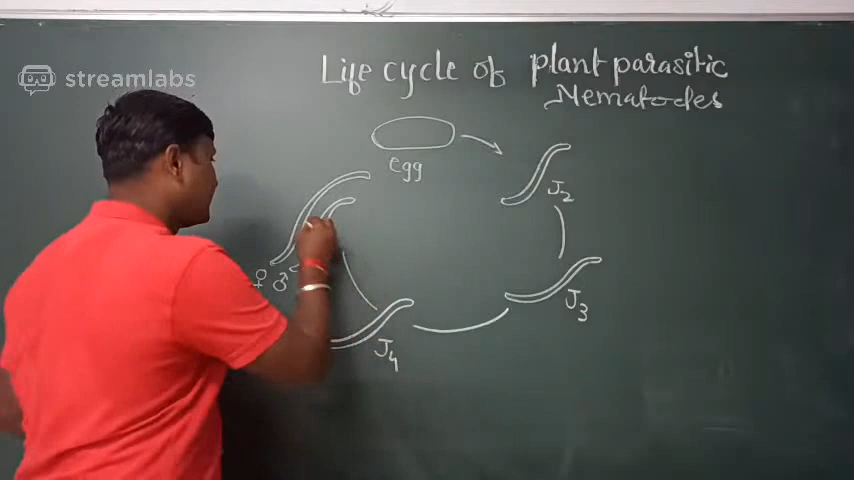 streamlabs
Life cycle of plant parasitic
Nematodes
egg
J2
J3
J4
♀ ♂